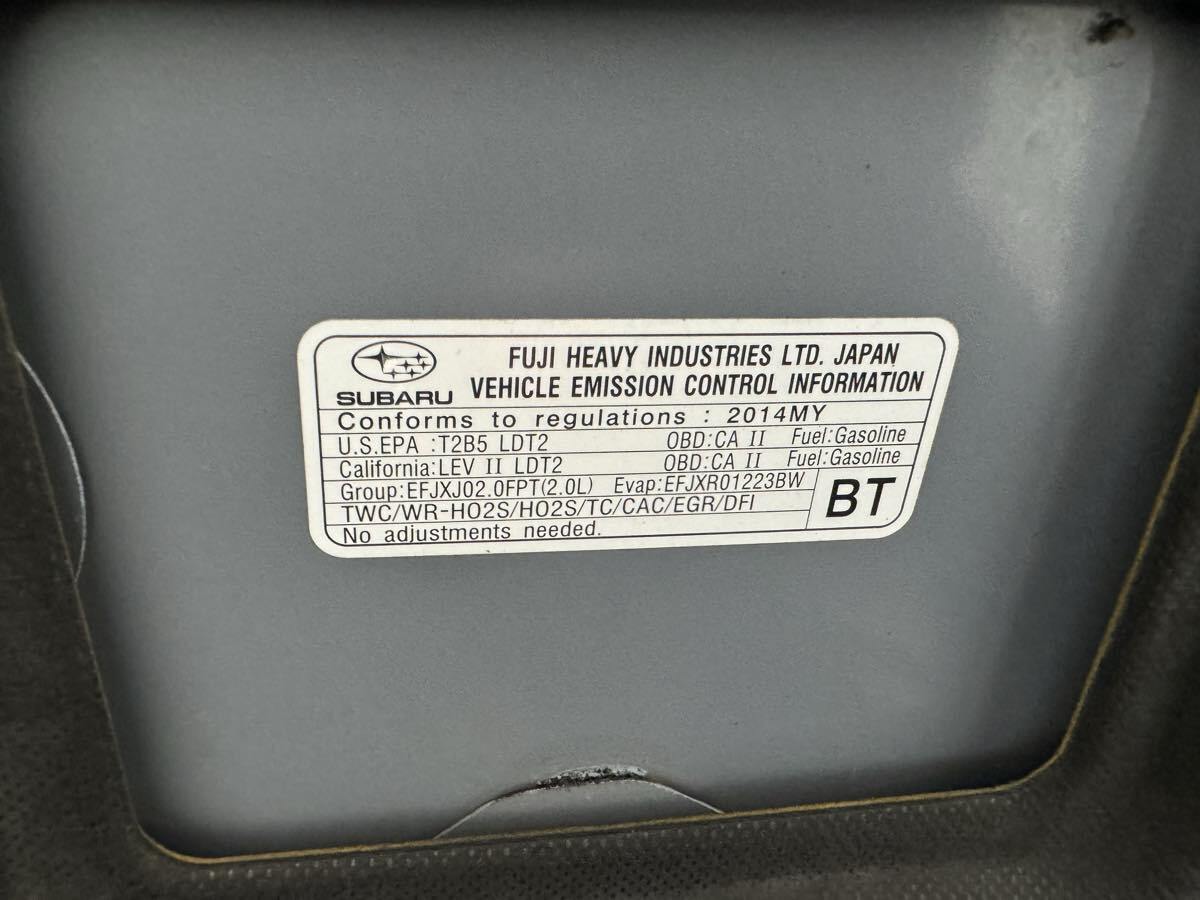 SUBARU
FUJI HEAVY INDUSTRIES LTD. JAPAN
VEHICLE EMISSION CONTROL INFORMATION
Conforms to regulations : 2014MY
U.S.EPA :T2B5 LDT2 OBD:CA II Fuel:Gasoline
California:LEV II LDT2 OBD:CA II Fuel:Gasoline
Group:EFJXJ02.0FPT(2.0L) Evap:EFJXR01223BW
TWC/WR-HO2S/HO2S/TC/CAC/EGR/DFI
No adjustments needed.
BT